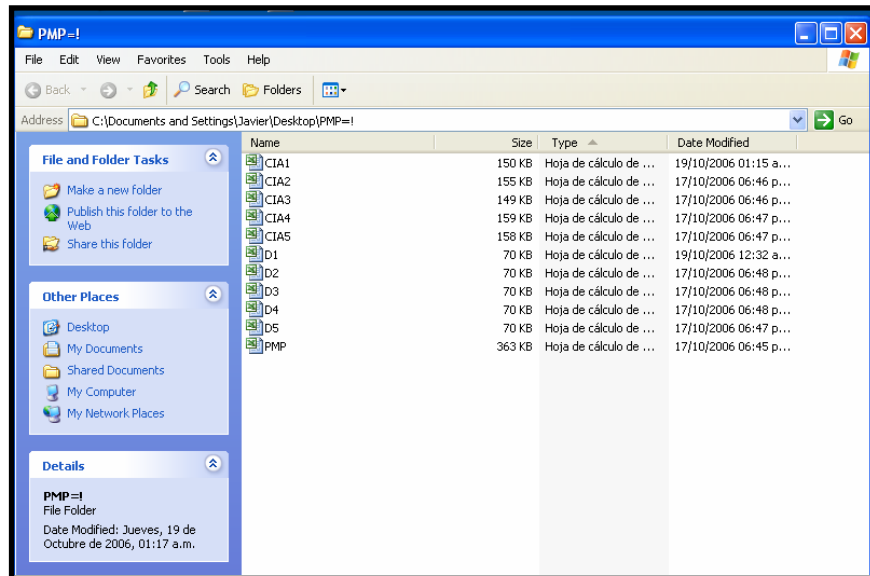 PMP=!
File Edit View Favorites Tools Help
Back Search Folders
Address C:\Documents and Settings\Javier\Desktop\PMP=! Go
File and Folder Tasks
Make a new folder
Publish this folder to the
Web
Share this folder
Other Places
Desktop
My Documents
Shared Documents
My Computer
My Network Places
Details
PMP=!
File Folder
Date Modified: Jueves, 19 de
Octubre de 2006, 01:17 a.m.
Name Size Type Date Modified
CIA1 150 KB Hoja de cálculo de ... 19/10/2006 01:15 a...
CIA2 155 KB Hoja de cálculo de ... 17/10/2006 06:46 p...
CIA3 149 KB Hoja de cálculo de ... 17/10/2006 06:46 p...
CIA4 159 KB Hoja de cálculo de ... 17/10/2006 06:47 p...
CIA5 158 KB Hoja de cálculo de ... 17/10/2006 06:47 p...
D1 70 KB Hoja de cálculo de ... 19/10/2006 12:32 a...
D2 70 KB Hoja de cálculo de ... 17/10/2006 06:48 p...
D3 70 KB Hoja de cálculo de ... 17/10/2006 06:48 p...
D4 70 KB Hoja de cálculo de ... 17/10/2006 06:48 p...
D5 70 KB Hoja de cálculo de ... 17/10/2006 06:47 p...
PMP 363 KB Hoja de cálculo de ... 17/10/2006 06:45 p...